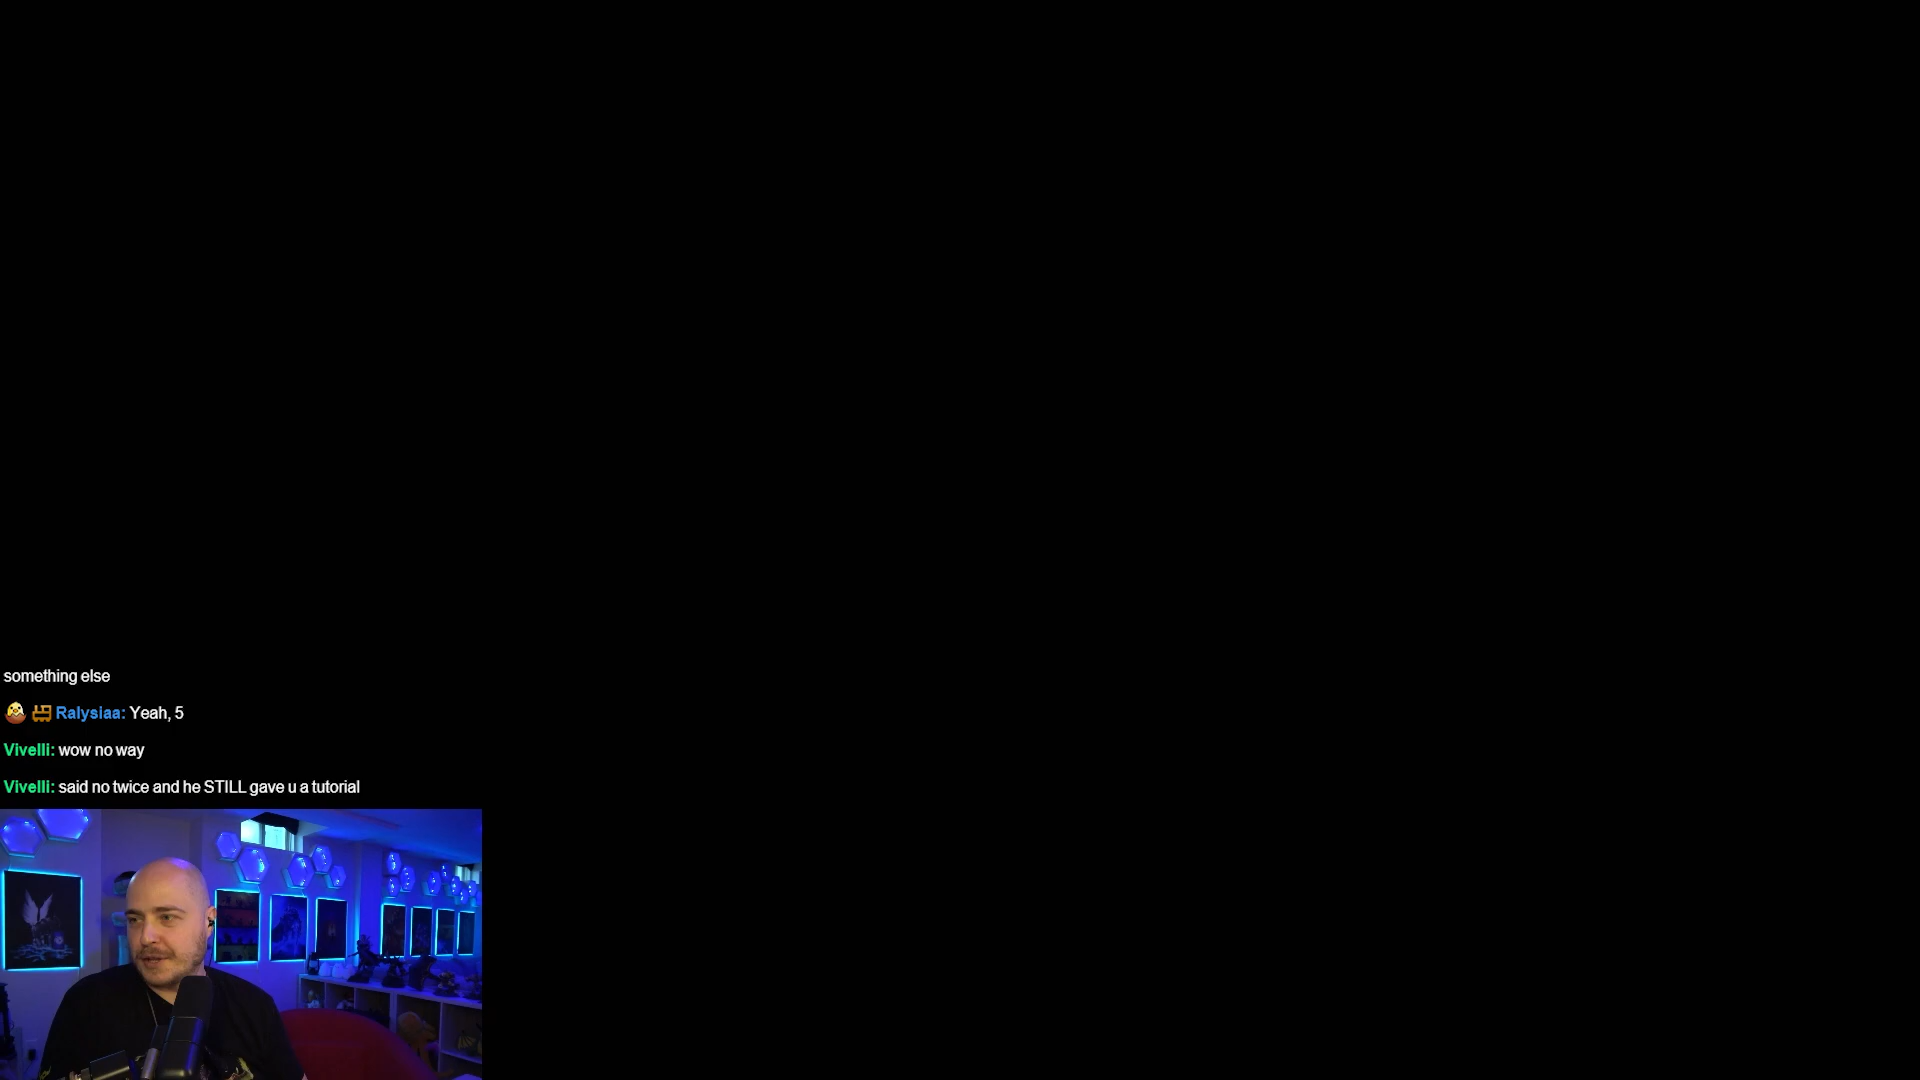 something else
Ralysiaa: Yeah, 5
Vivelli: wow no way
Vivelli: said no twice and he STILL gave u a tutorial